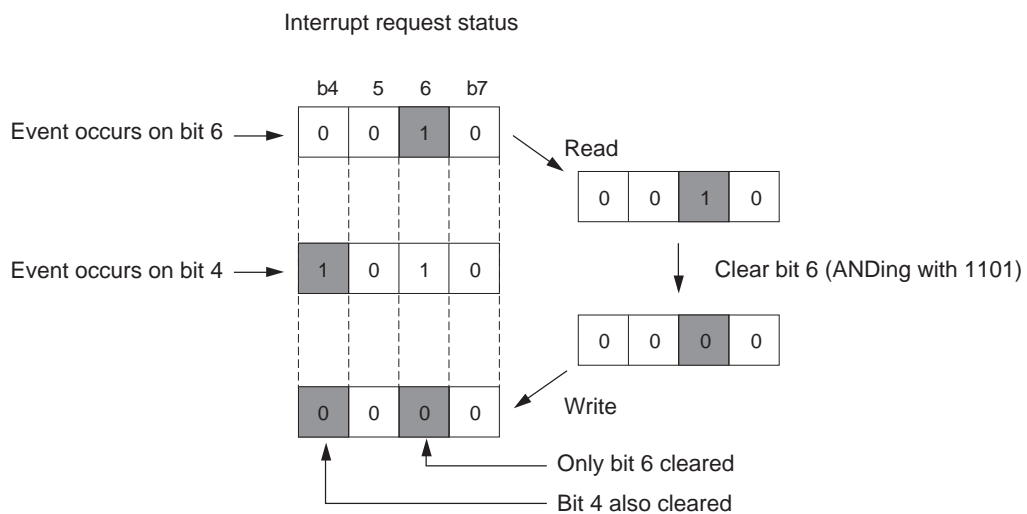 Interrupt request status
b4 5 6 b7
Event occurs on bit 6
0 0 1 0
Read
0 0 1 0
Event occurs on bit 4
1 0 1 0
Clear bit 6 (ANDing with 1101)
0 0 0 0
0 0 0 0
Write
Only bit 6 cleared
Bit 4 also cleared